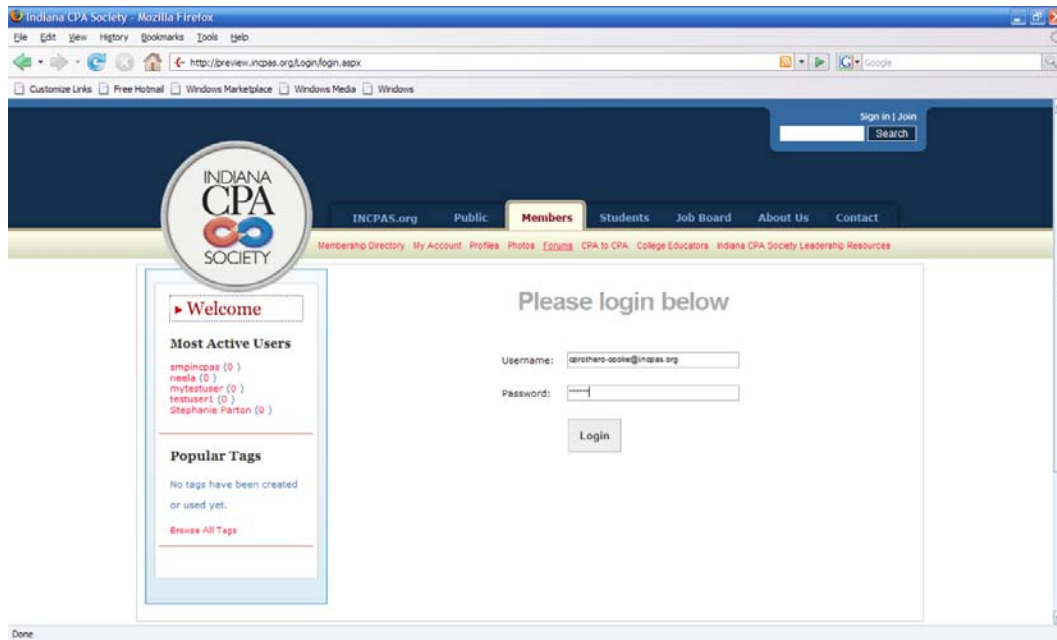 Indiana CPA Society - Mozilla Firefox
File Edit View History Bookmarks Tools Help
http://preview.incpas.org/Login/login.aspx
Google
Customize Links Free Hotmail Windows Marketplace Windows Media Windows
Sign in | Join
Search
INDIANA
CPA
SOCIETY
INCPAS.org Public Members Students Job Board About Us Contact
Membership Directory My Account Profiles Photos Forums CPA to CPA College Educators Indiana CPA Society Leadership Resources
Welcome
Most Active Users
smpincpas (0 )
neela (0 )
mytestuser (0 )
testuser1 (0 )
Stephanie Parton (0 )
Popular Tags
No tags have been created
or used yet.
Browse All Tags
Please login below
Username: cprothero-cooke@incpas.org
Password:
Login
Done